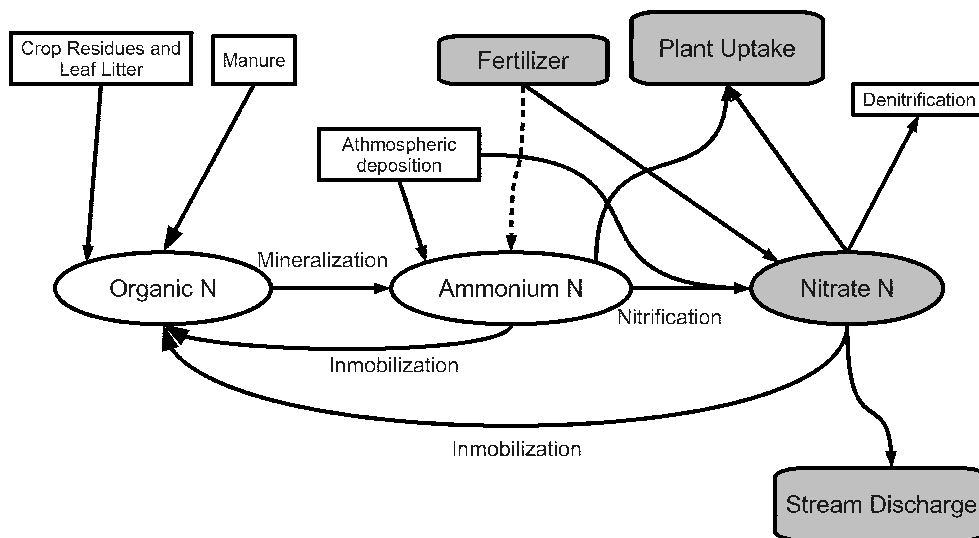 Crop Residues and
Leaf Litter
Manure
Fertilizer
Plant Uptake
Denitrification
Athmospheric
deposition
Mineralization
Organic N
Ammonium N
Nitrate N
Nitrification
Inmobilization
Inmobilization
Stream Discharge